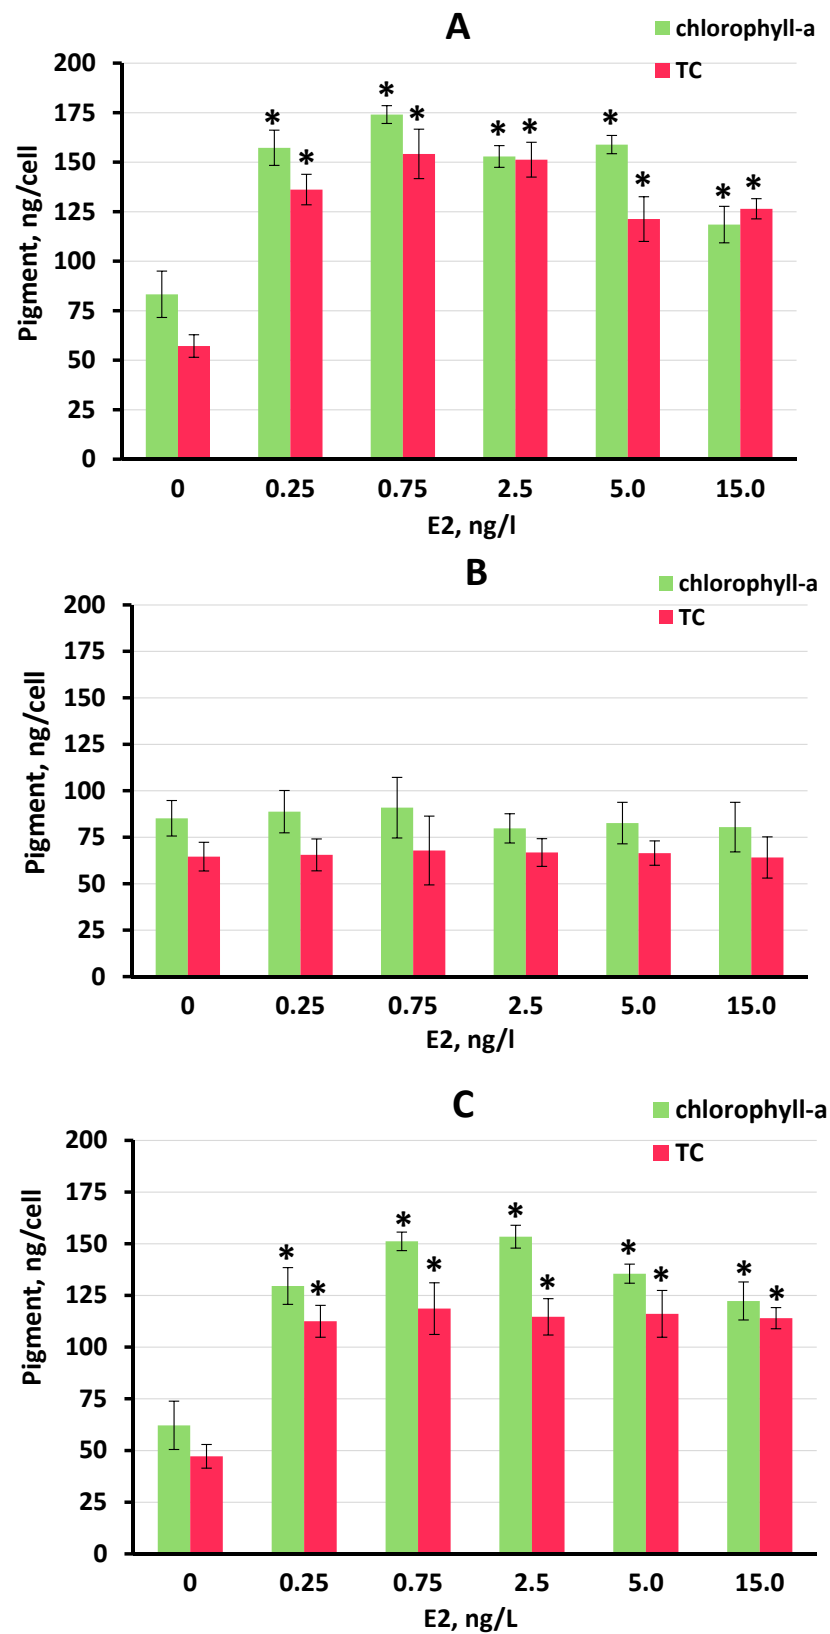 A
chlorophyll-a
TC
Pigment, ng/cell
200
175
150
125
100
75
50
25
0
* * * * * * * * * *
0 0.25 0.75 2.5 5.0 15.0
E2, ng/l
B
chlorophyll-a
TC
Pigment, ng/cell
200
175
150
125
100
75
50
25
0
0 0.25 0.75 2.5 5.0 15.0
E2, ng/l
C
chlorophyll-a
TC
Pigment, ng/cell
200
175
150
125
100
75
50
25
0
* * * * * * * * * *
0 0.25 0.75 2.5 5.0 15.0
E2, ng/L